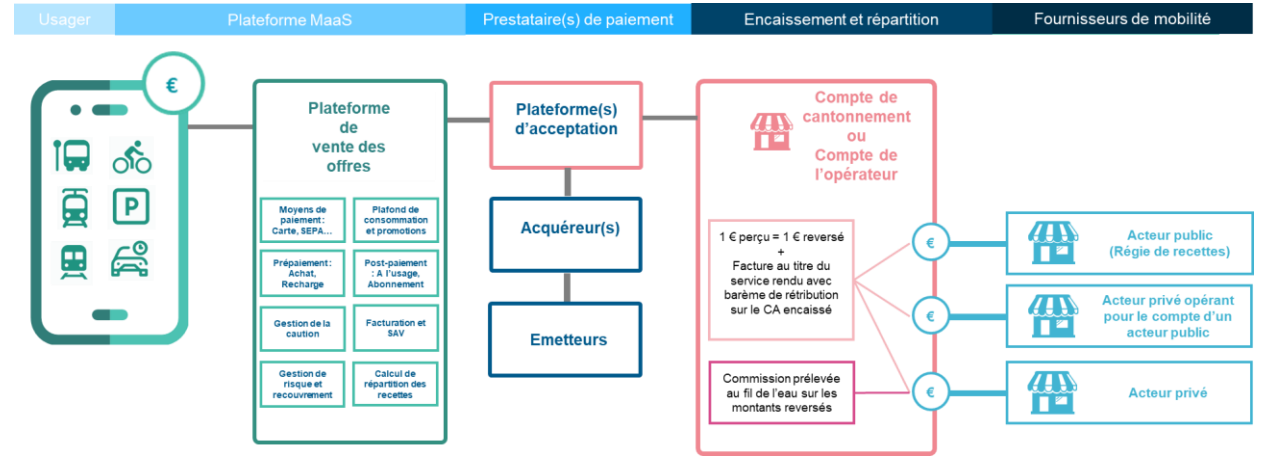 Usager
Plateforme MaaS
Prestataire(s) de paiement
Encaissement et répartition
Fournisseurs de mobilité
€
P
Plateforme
de
vente des
offres
Moyens de
paiement :
Carte, SEPA...
Plafond de
consommation
et promotions
Prépaiement :
Achat,
Recharge
Post-paiement
: A l'usage,
Abonnement
Gestion de la
caution
Facturation et
SAV
Gestion de
risque et
recouvrement
Calcul de
répartition des
recettes
Plateforme(s)
d'acceptation
Acquéreur(s)
Emetteurs
Compte de
cantonnement
ou
Compte de
l'opérateur
1 € perçu = 1 € reversé
+
Facture au titre du
service rendu avec
barème de rétribution
sur le CA encaissé
Commission prélevée
au fil de l'eau sur les
montants reversés
€
€
€
Acteur public
(Régie de recettes)
Acteur privé opérant
pour le compte d'un
acteur public
Acteur privé